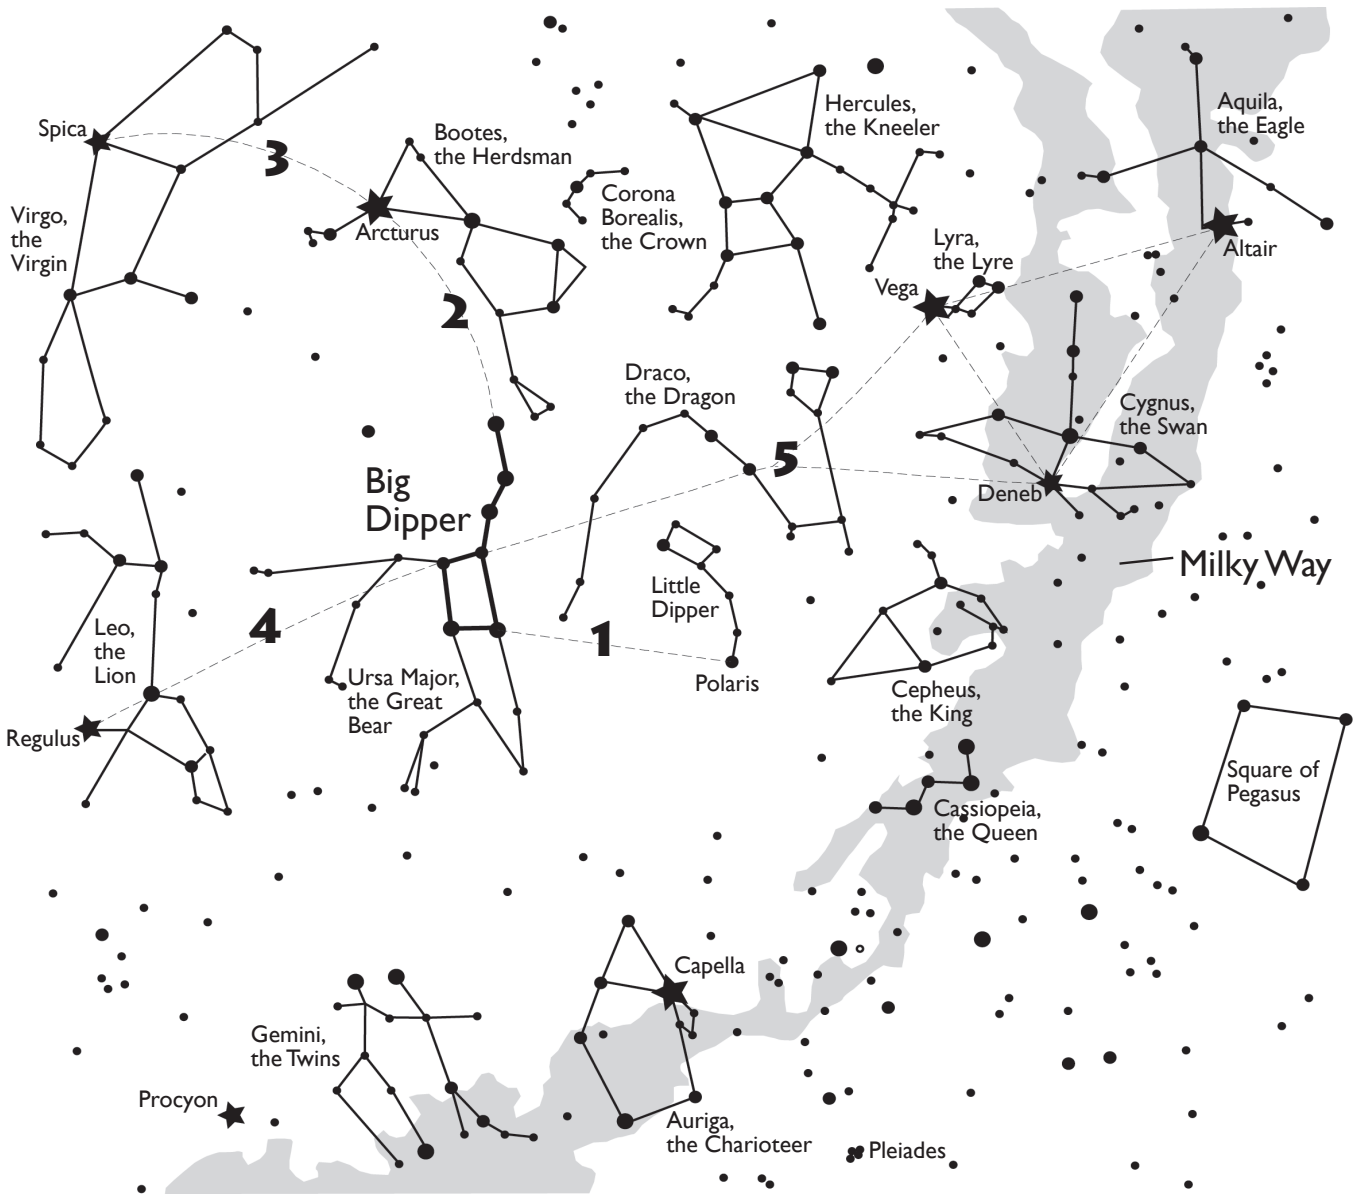 Spica
3
Bootes,
the Herdsman
Hercules,
the Kneeler
Aquila,
the Eagle
Corona
Borealis,
the Crown
Virgo,
the
Virgin
Arcturus
Lyra,
the Lyre
Altair
Vega
2
Draco,
the Dragon
Cygnus,
the Swan
5
Big
Dipper
Deneb
Milky Way
Little
Dipper
4
1
Leo,
the
Lion
Polaris
Ursa Major,
the Great
Bear
Cepheus,
the King
Regulus
Square of
Pegasus
Cassiopeia,
the Queen
Capella
Gemini,
the Twins
Procyon
Auriga,
the Charioteer
Pleiades